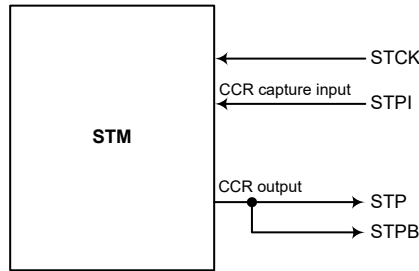 STCK
CCR capture input
STPI
STM
CCR output
STP
STPB